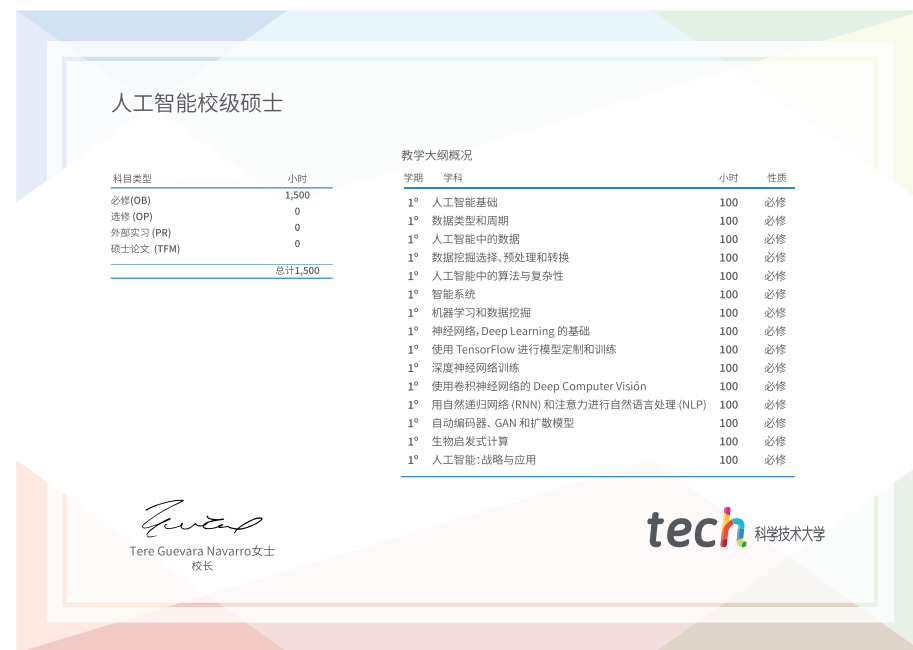 人工智能校级硕士
科目类型 小时
必修(OB) 1,500
选修 (OP) 0
外部实习 (PR) 0
硕士论文 (TFM) 0
总计1,500
教学大纲概况
学期 学科 小时 性质
1º 人工智能基础 100 必修
1º 数据类型和周期 100 必修
1º 人工智能中的数据 100 必修
1º 数据挖掘选择、预处理和转换 100 必修
1º 人工智能中的算法与复杂性 100 必修
1º 智能系统 100 必修
1º 机器学习和数据挖掘 100 必修
1º 神经网络, Deep Learning 的基础 100 必修
1º 使用 TensorFlow 进行模型定制和训练 100 必修
1º 深度神经网络训练 100 必修
1º 使用卷积神经网络的 Deep Computer Visión 100 必修
1º 用自然递归网络 (RNN) 和注意力进行自然语言处理 (NLP) 100 必修
1º 自动编码器、GAN 和扩散模型 100 必修
1º 生物启发式计算 100 必修
1º 人工智能：战略与应用 100 必修
Tere Guevara Navarro女士
校长
tech 科学技术大学